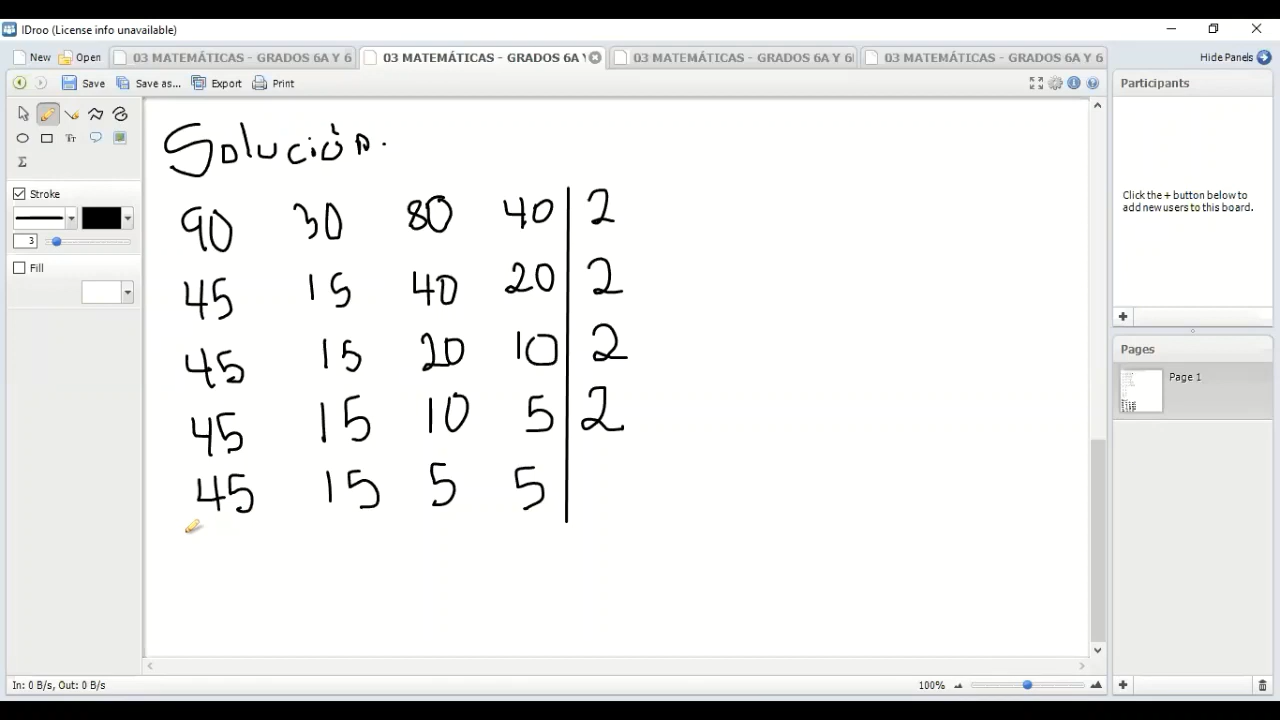 IDroo (License info unavailable)
New Open 03 MATEMÁTICAS - GRADOS 6A Y 6 03 MATEMÁTICAS - GRADOS 6A Y 03 MATEMÁTICAS - GRADOS 6A Y 6 03 MATEMÁTICAS - GRADOS 6A Y 6 Hide Panels
Save Save as... Export Print
Participants
Click the + button below to
add new users to this board.
Pages
Page 1
Tt
Σ
Stroke
3
Fill
Solución.
90 30 80 40 2
45 15 40 20 2
45 15 20 10 2
45 15 10 5 2
45 15 5 5
In: 0 B/s, Out: 0 B/s 100%